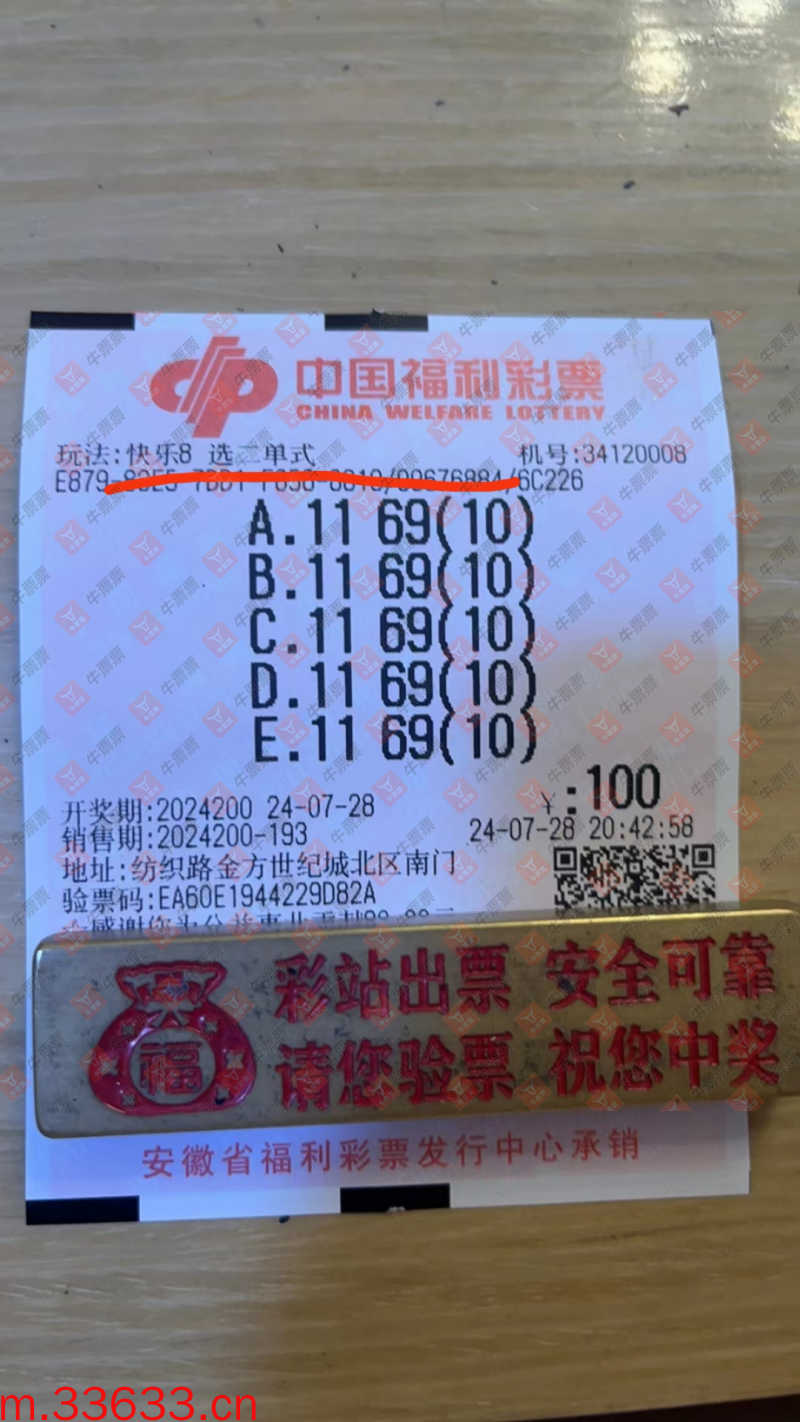 中国福利彩票
CHINA WELFARE LOTTERY
玩法:快乐8 选二单式 机号:34120008
E879 /6C226
A.11 69(10)
B.11 69(10)
C.11 69(10)
D.11 69(10)
E.11 69(10)
开奖期:2024200 24-07-28 ¥:100
销售期:2024200-193 24-07-28 20:42:58
地址:纺织路金方世纪城北区南门
验票码:EA60E1944229D82A
福
彩站出票 安全可靠
请您验票 祝您中奖
安徽省福利彩票发行中心承销
牛票票
m.33633.cn